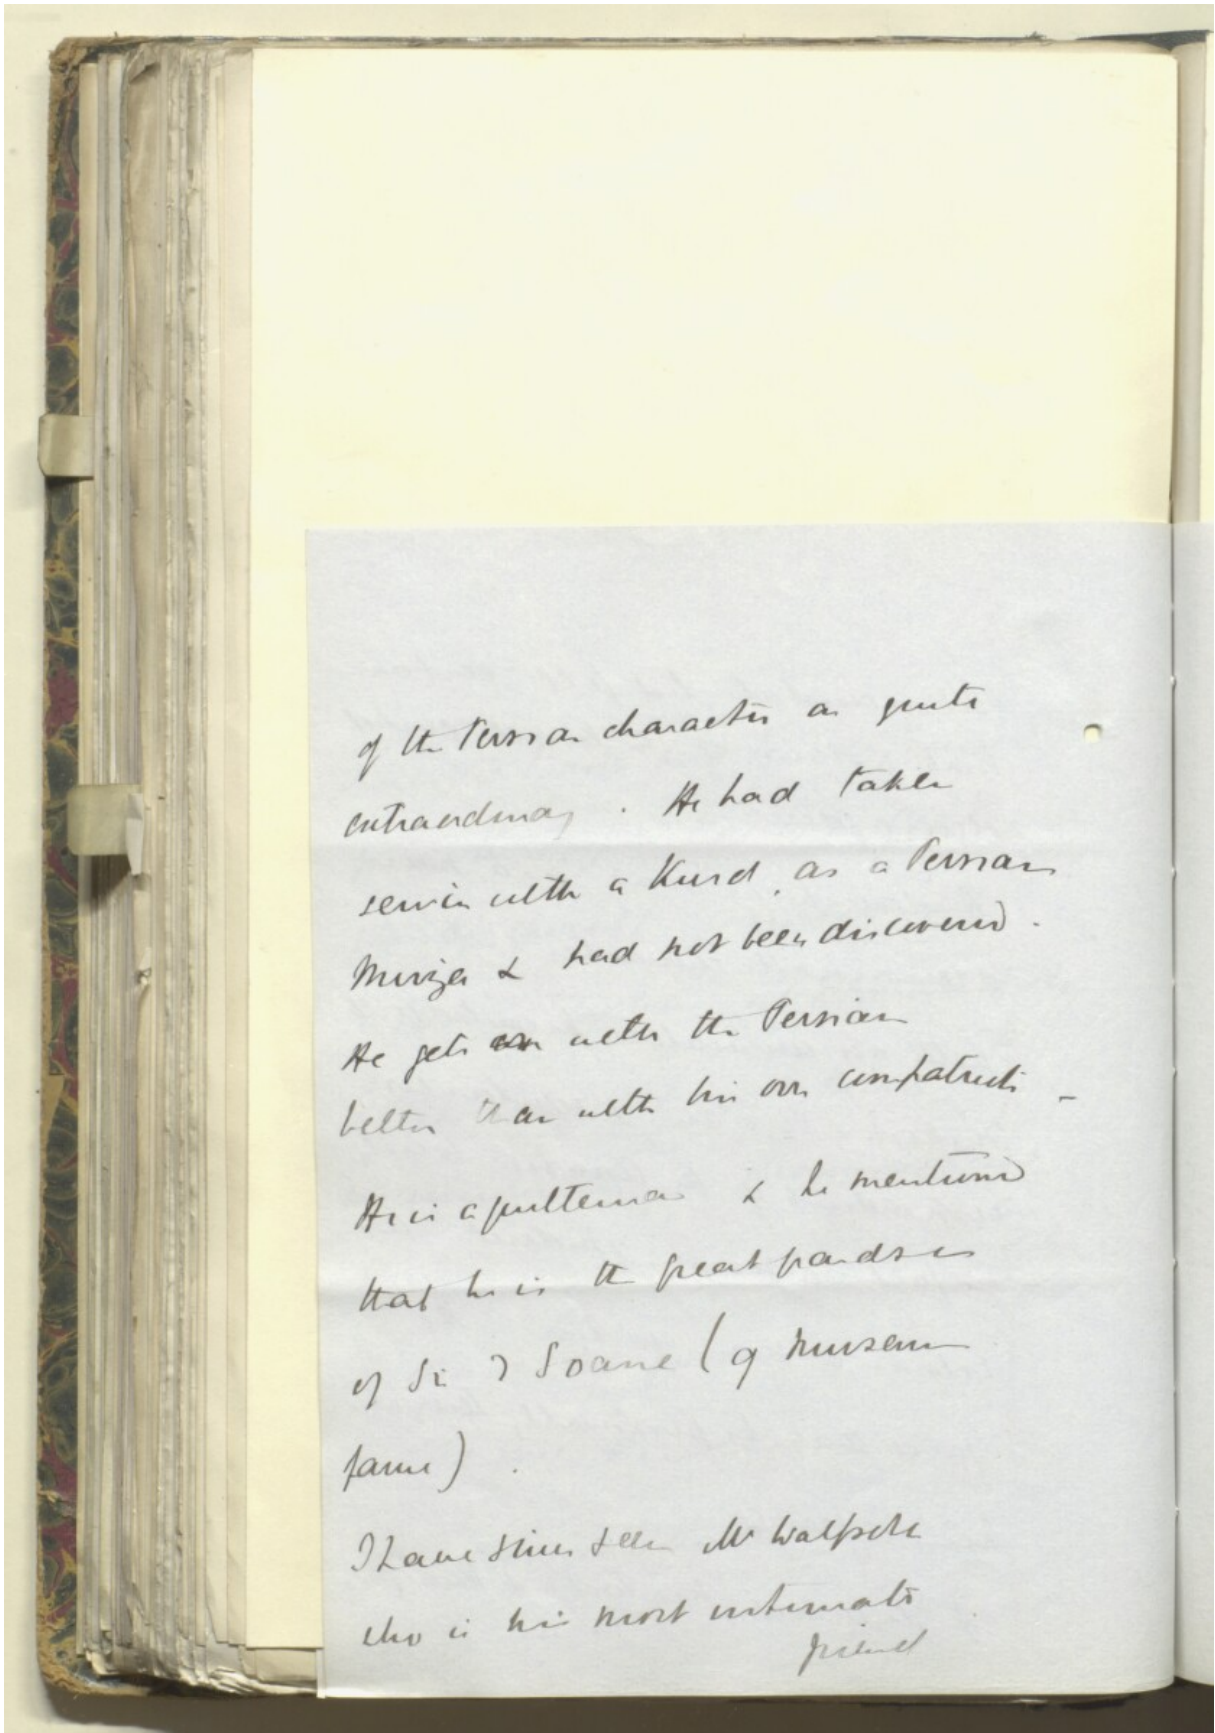 of the Persian character are quite
extraordinary. He had taken
service with a Kurd, as a Persian
Mirza & had not been discovered.
He gets on with the Persian
better than with his own compatriots -
He is a gentleman & he mentioned
that he is the great grandson
of Sir J Soane (of Museum
fame).
I have since seen Mr Walpole
who is his most intimate
friend